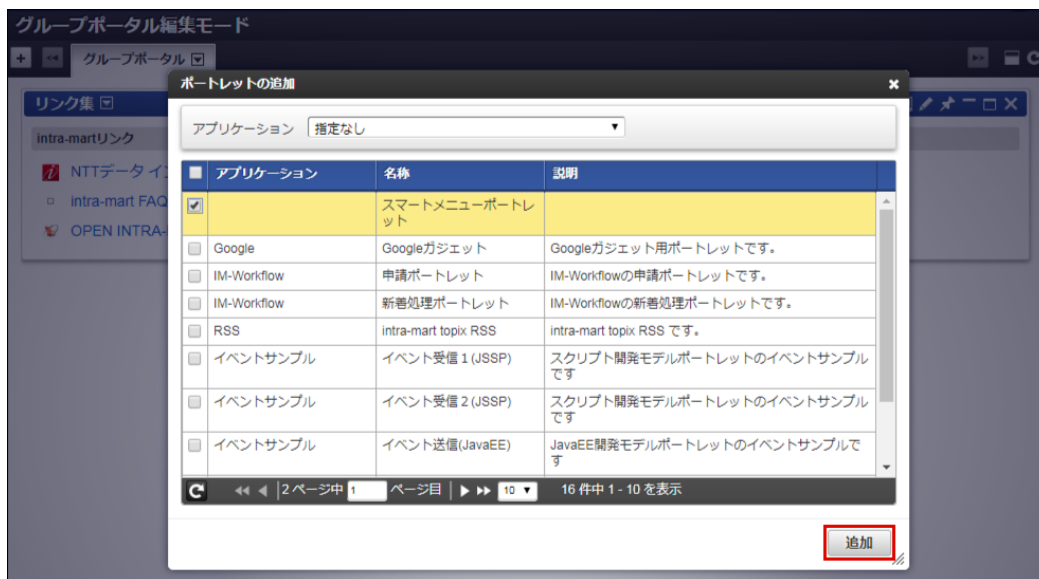 グループポータル編集モード
グループポータル
ポートレットの追加
リンク集
アプリケーション 指定なし
intra-martリンク
NTTデータ イ
intra-mart FAQ
OPEN INTRA-
アプリケーション 名称 説明
スマートメニューポートレ
ット
Google Googleガジェット Googleガジェット用ポートレットです。
IM-Workflow 申請ポートレット IM-Workflowの申請ポートレットです。
IM-Workflow 新着処理ポートレット IM-Workflowの新着処理ポートレットです。
RSS intra-mart topix RSS intra-mart topix RSS です。
イベントサンプル イベント受信1(JSSP) スクリプト開発モデルポートレットのイベントサンプル
です
イベントサンプル イベント受信2(JSSP) スクリプト開発モデルポートレットのイベントサンプル
です
イベントサンプル イベント送信(JavaEE) JavaEE開発モデルポートレットのイベントサンプルで
す
2 ページ中 1 ページ目 10 16 件中 1 - 10 を表示
追加